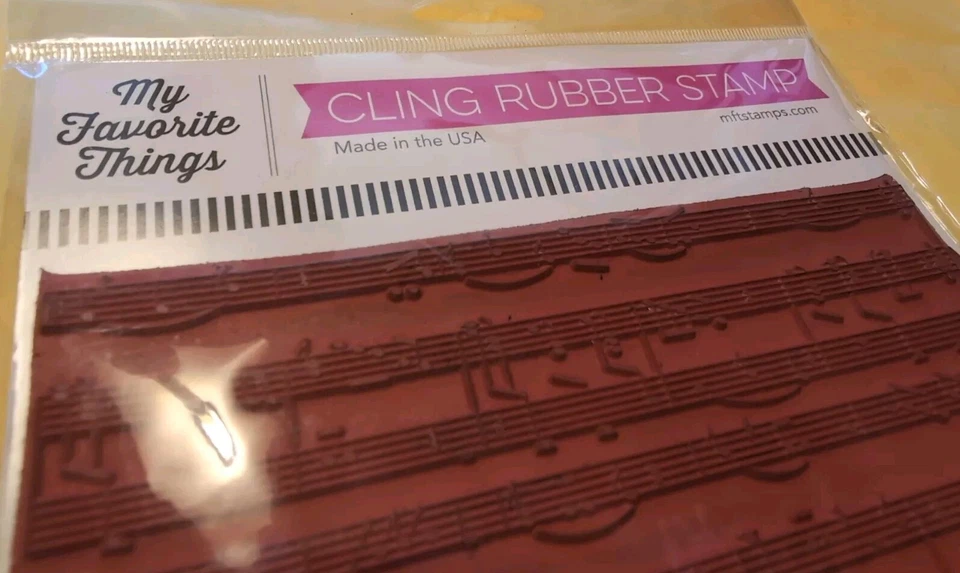 My
Favorite
Things
CLING RUBBER STAMP
Made in the USA
mftstamps.com